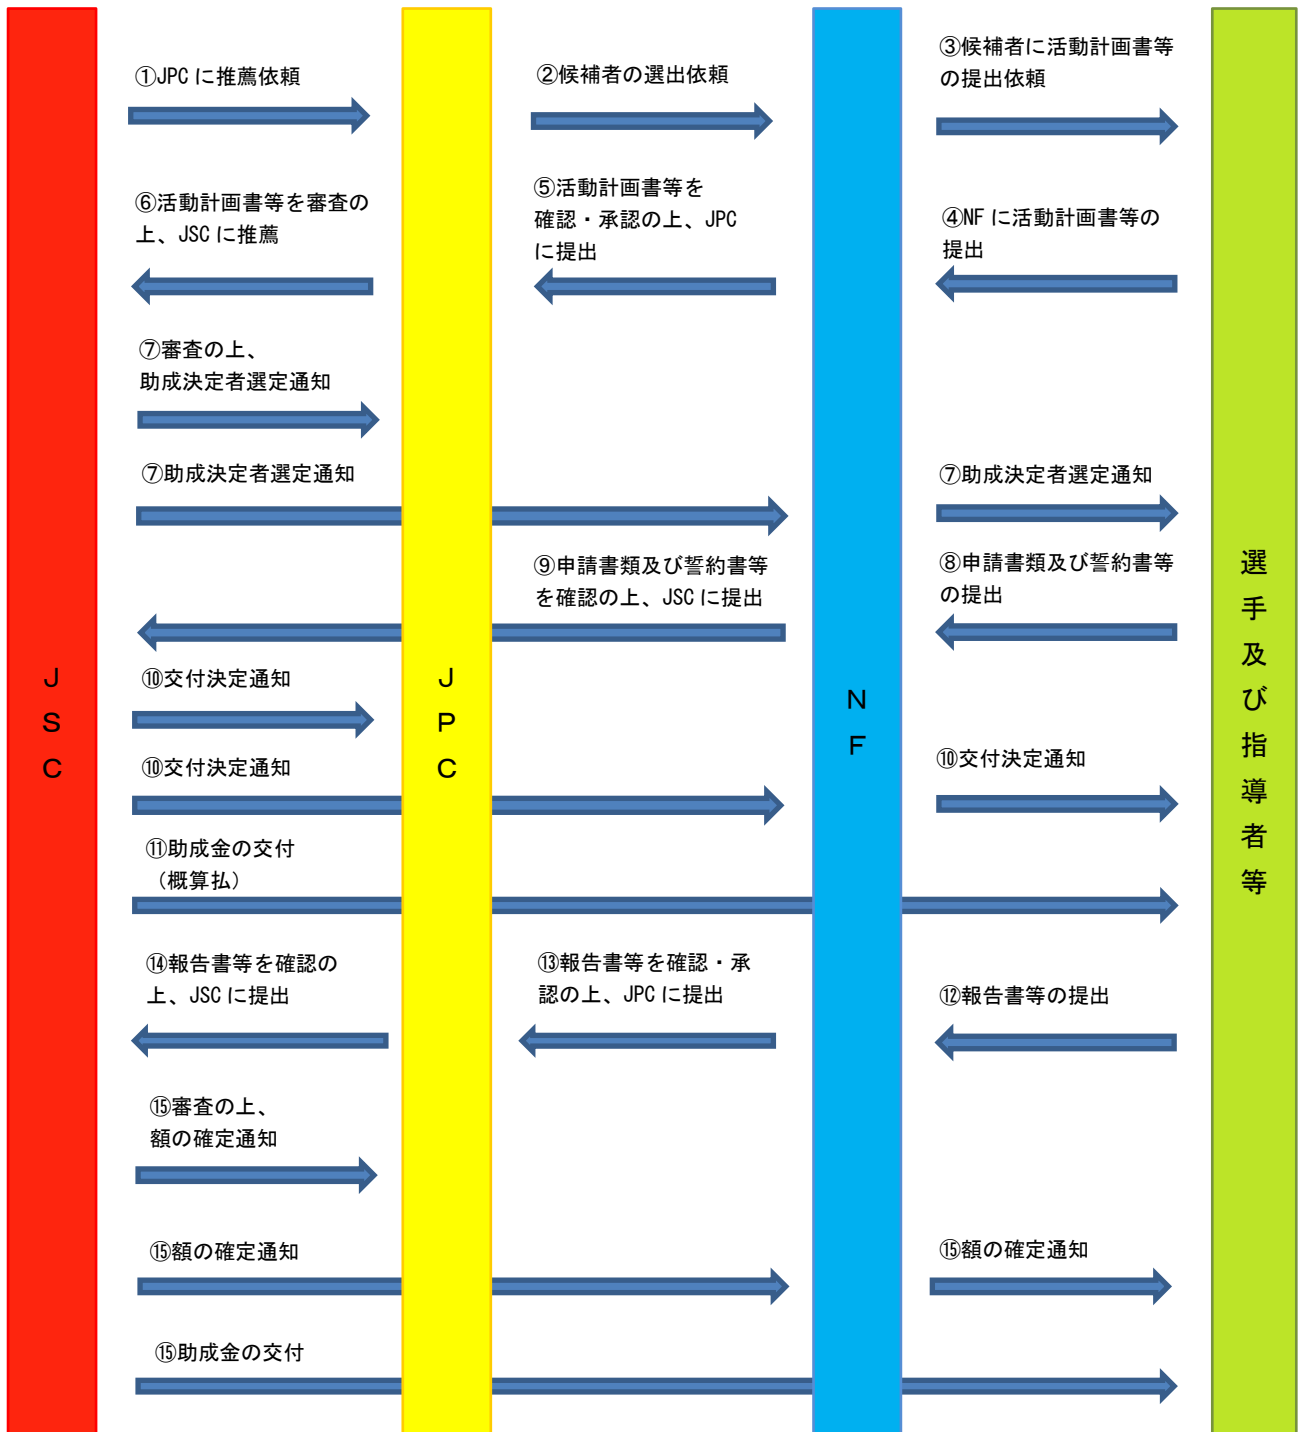 ①JPC に推薦依頼
②候補者の選出依頼
③候補者に活動計画書等
の提出依頼
⑥活動計画書等を審査の
上、JSC に推薦
⑤活動計画書等を
確認・承認の上、JPC
に提出
④NF に活動計画書等の
提出
⑦審査の上、
助成決定者選定通知
⑦助成決定者選定通知
⑦助成決定者選定通知
⑨申請書類及び誓約書等
を確認の上、JSC に提出
⑧申請書類及び誓約書等
の提出
JSC
JPC
NF
選手及び指導者等
⑩交付決定通知
⑩交付決定通知
⑩交付決定通知
⑪助成金の交付
（概算払）
⑭報告書等を確認の
上、JSC に提出
⑬報告書等を確認・承
認の上、JPC に提出
⑫報告書等の提出
⑮審査の上、
額の確定通知
⑮額の確定通知
⑮額の確定通知
⑮助成金の交付